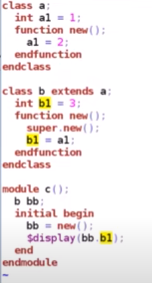 class a;
int a1 = 1;
function new();
a1 = 2;
endfunction
endclass
class b extends a;
int b1 = 3;
function new();
super.new();
b1 = a1;
endfunction
endclass
module c();
b bb;
initial begin
bb = new();
$display(bb.b1);
end
endmodule
~